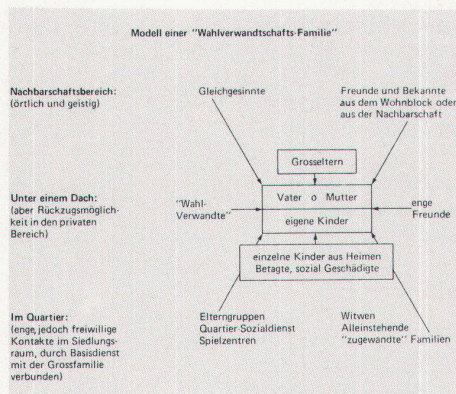 Modell einer "Wahlverwandtschafts-Familie"
Nachbarschaftsbereich:
(örtlich und geistig)
Gleichgesinnte
Freunde und Bekannte
aus dem Wohnblock oder
aus der Nachbarschaft
Grosseltern
Unter einem Dach:
(aber Rückzugsmöglich-
keit in den privaten
Bereich)
"Wahl-
Verwandte"
Vater o Mutter
eigene Kinder
enge
Freunde
einzelne Kinder aus Heimen
Betagte, sozial Geschädigte
Im Quartier:
(enge, jedoch freiwillige
Kontakte im Siedlungs-
raum, durch Basisdienst
mit der Grossfamilie
verbunden)
Elterngruppen
Quartier-Sozialdienst
Spielzentren
Witwen
Alleinstehende
"zugewandte" Familien